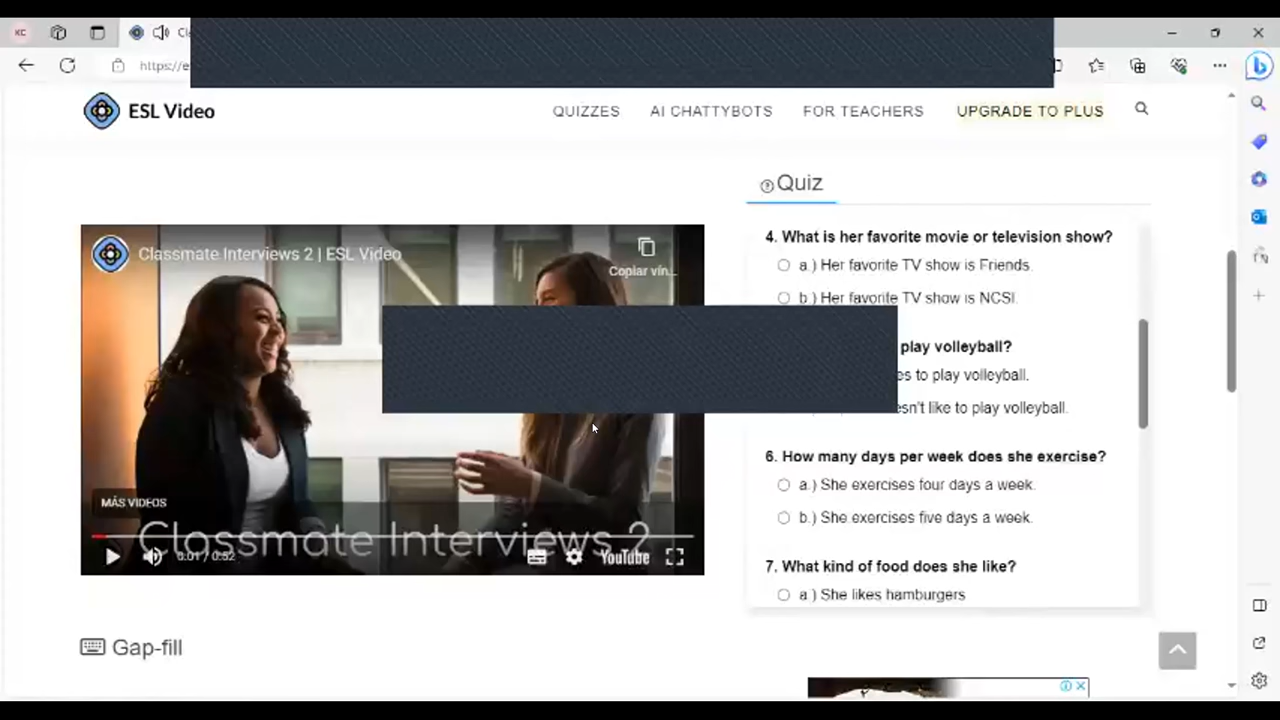 KC
https://e
ESL Video
QUIZZES
AI CHATTYBOTS
FOR TEACHERS
UPGRADE TO PLUS
Quiz
Classmate Interviews 2 | ESL Video
Copiar vín...
4. What is her favorite movie or television show?
a.) Her favorite TV show is Friends.
b.) Her favorite TV show is NCSI.
play volleyball?
es to play volleyball.
esn't like to play volleyball.
6. How many days per week does she exercise?
a.) She exercises four days a week.
b.) She exercises five days a week.
7. What kind of food does she like?
a.) She likes hamburgers
MÁS VIDEOS
Classmate Interviews 2
0:01 / 0:52
YouTube
Gap-fill